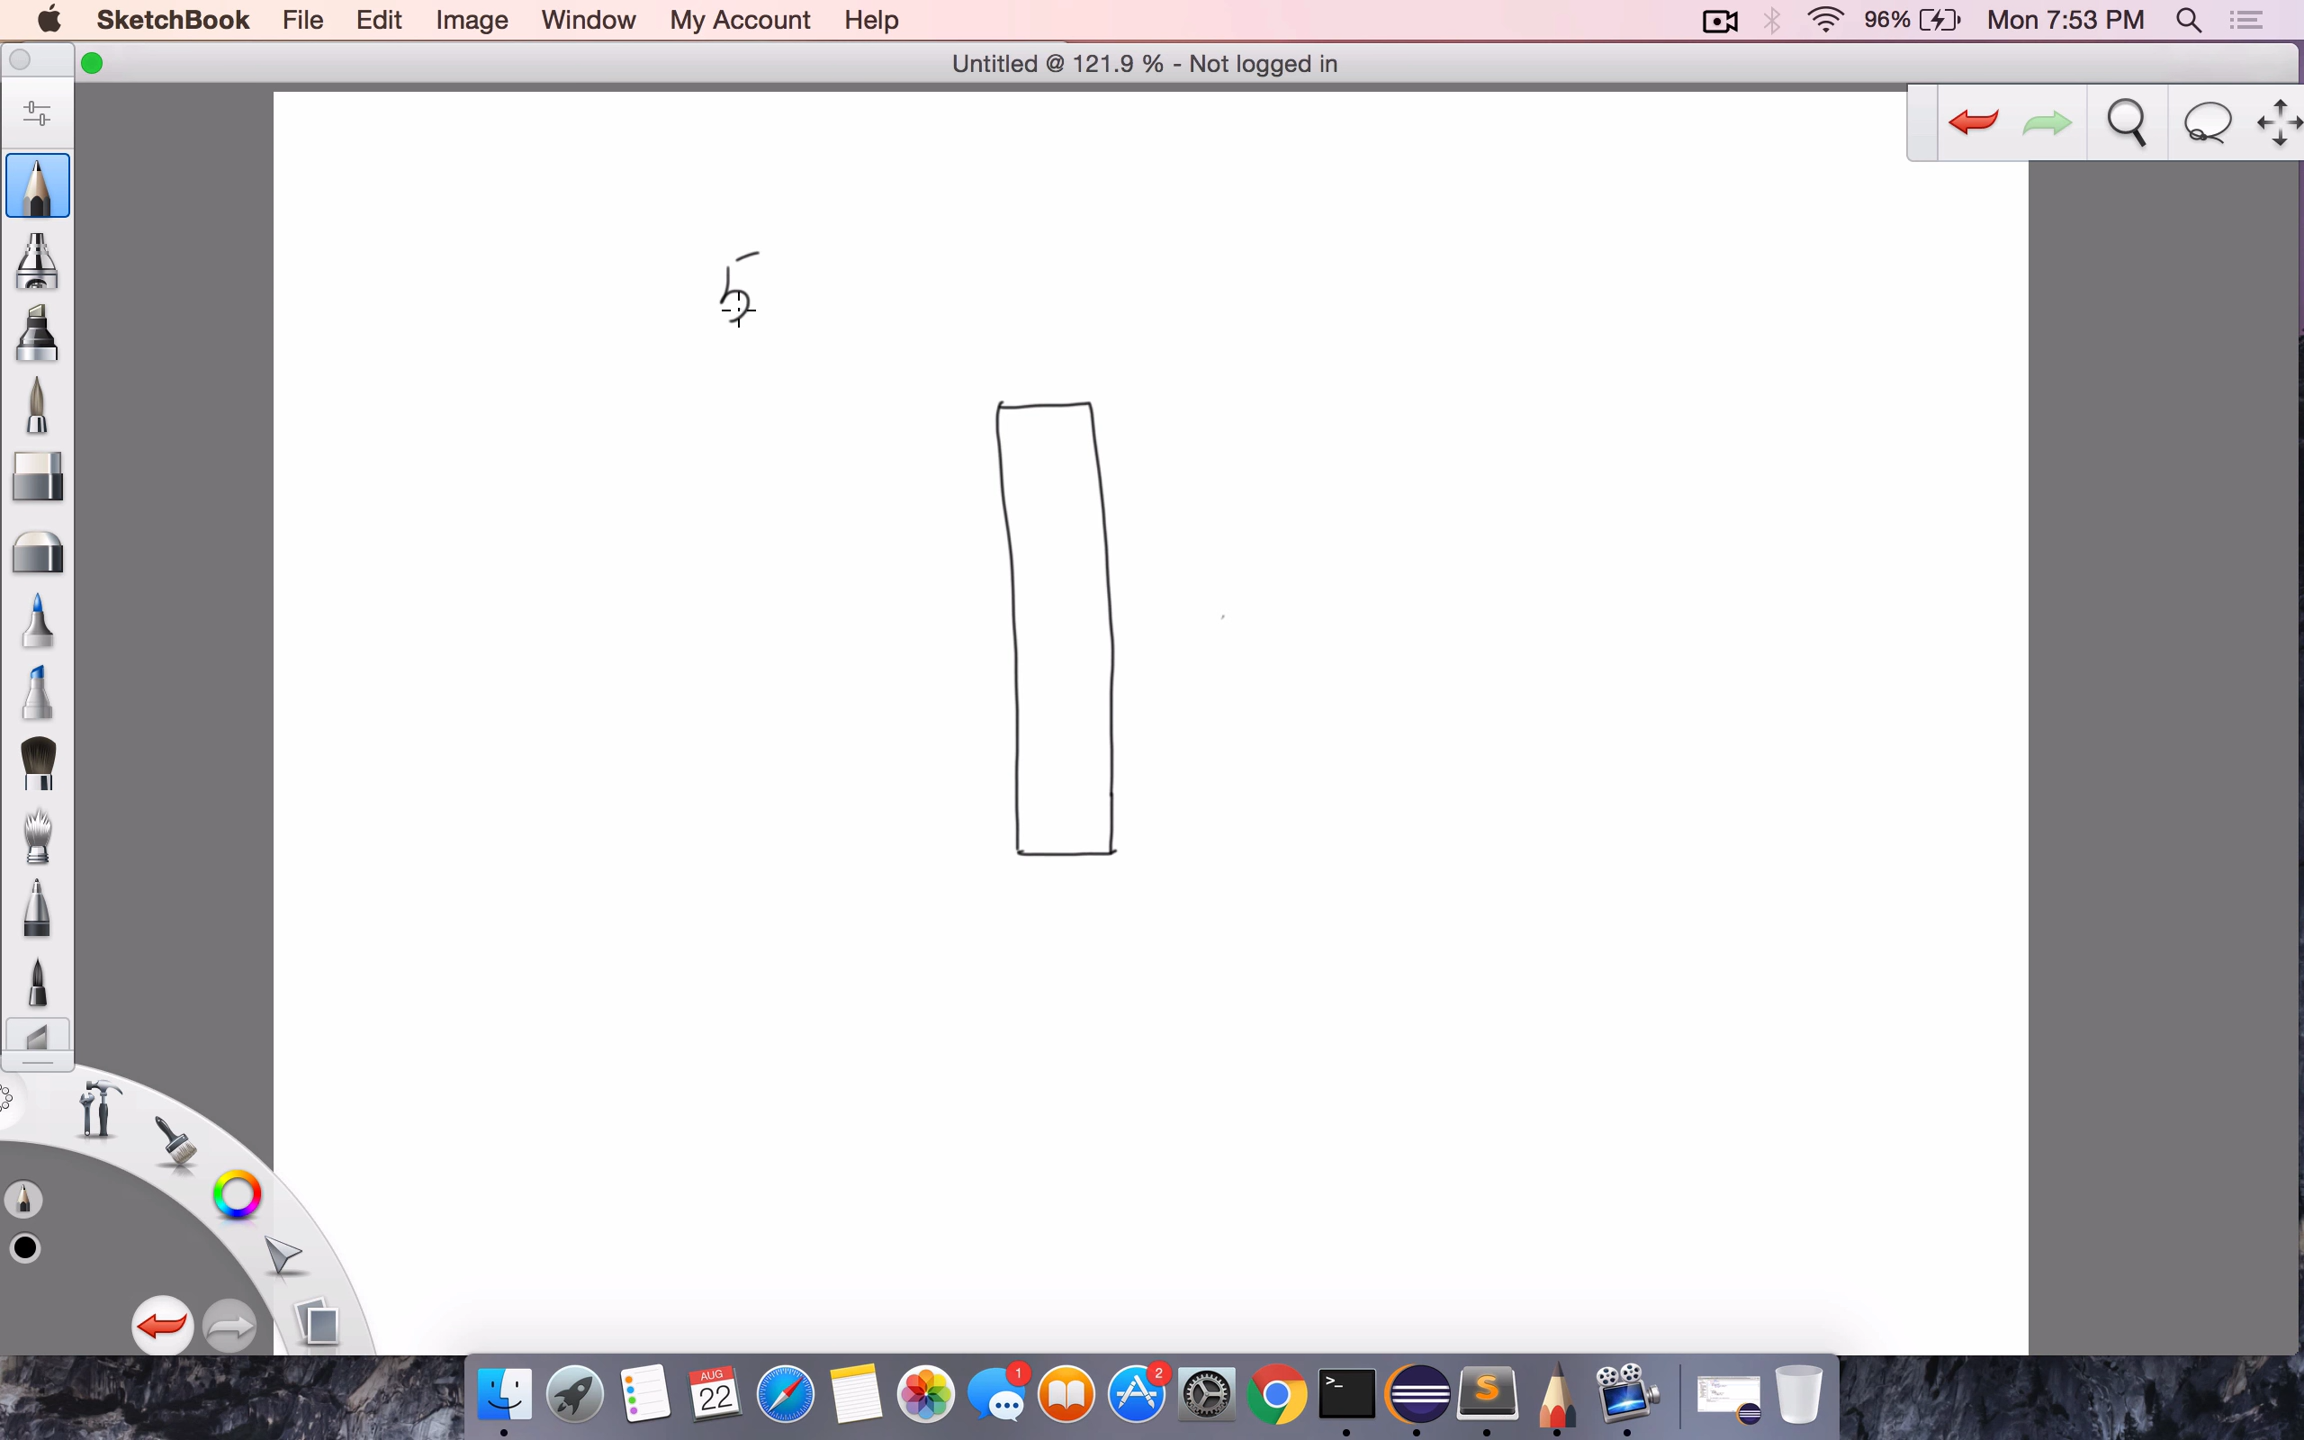 SketchBook File Edit Image Window My Account Help 96% Mon 7:53 PM
Untitled @ 121.9 % - Not logged in
5
AUG
22
1
2
>_
S